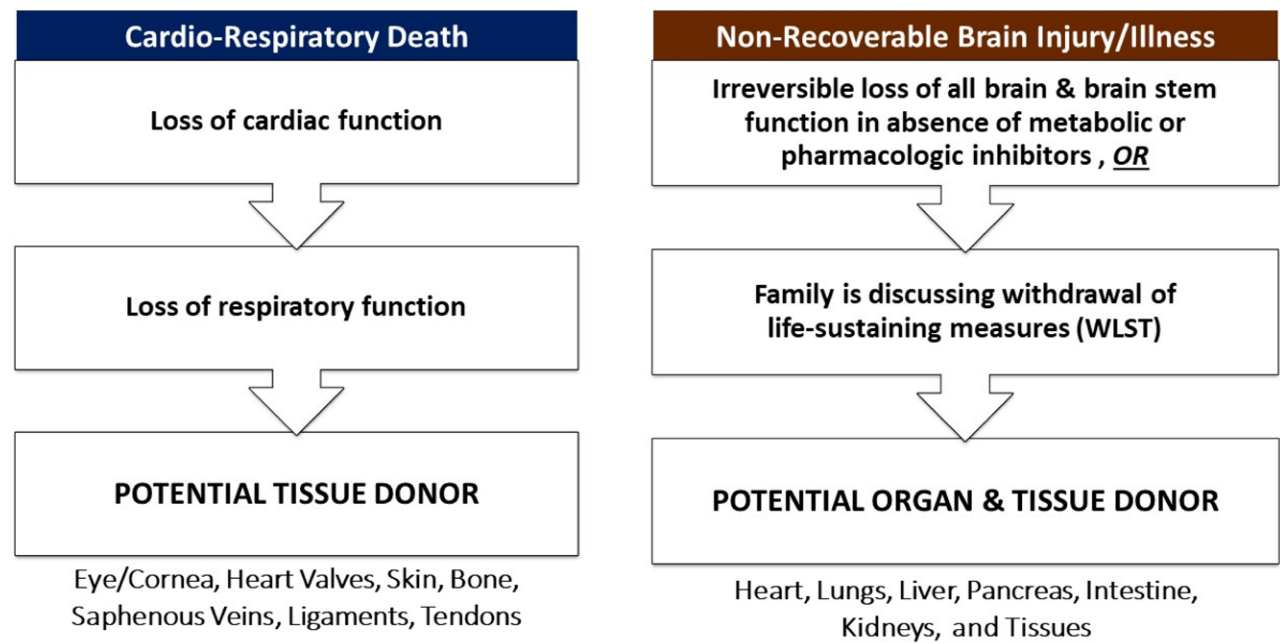 Cardio-Respiratory Death
Loss of cardiac function
Loss of respiratory function
POTENTIAL TISSUE DONOR
Eye/Cornea, Heart Valves, Skin, Bone,
Saphenous Veins, Ligaments, Tendons
Non-Recoverable Brain Injury/Illness
Irreversible loss of all brain & brain stem
function in absence of metabolic or
pharmacologic inhibitors , OR
Family is discussing withdrawal of
life-sustaining measures (WLST)
POTENTIAL ORGAN & TISSUE DONOR
Heart, Lungs, Liver, Pancreas, Intestine,
Kidneys, and Tissues